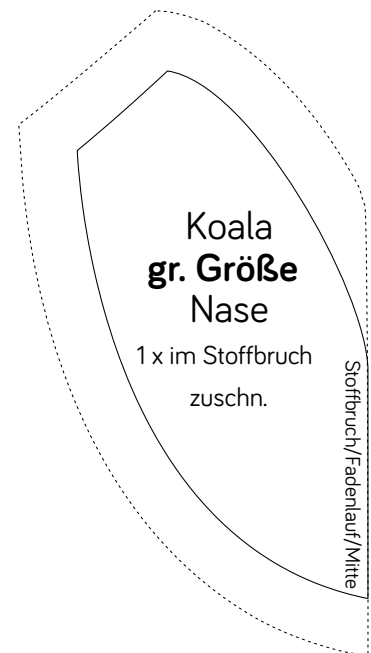 Koala
gr. Größe
Nase
1 x im Stoffbruch
zuschn.
Stoffbruch/Fadenlauf/Mitte